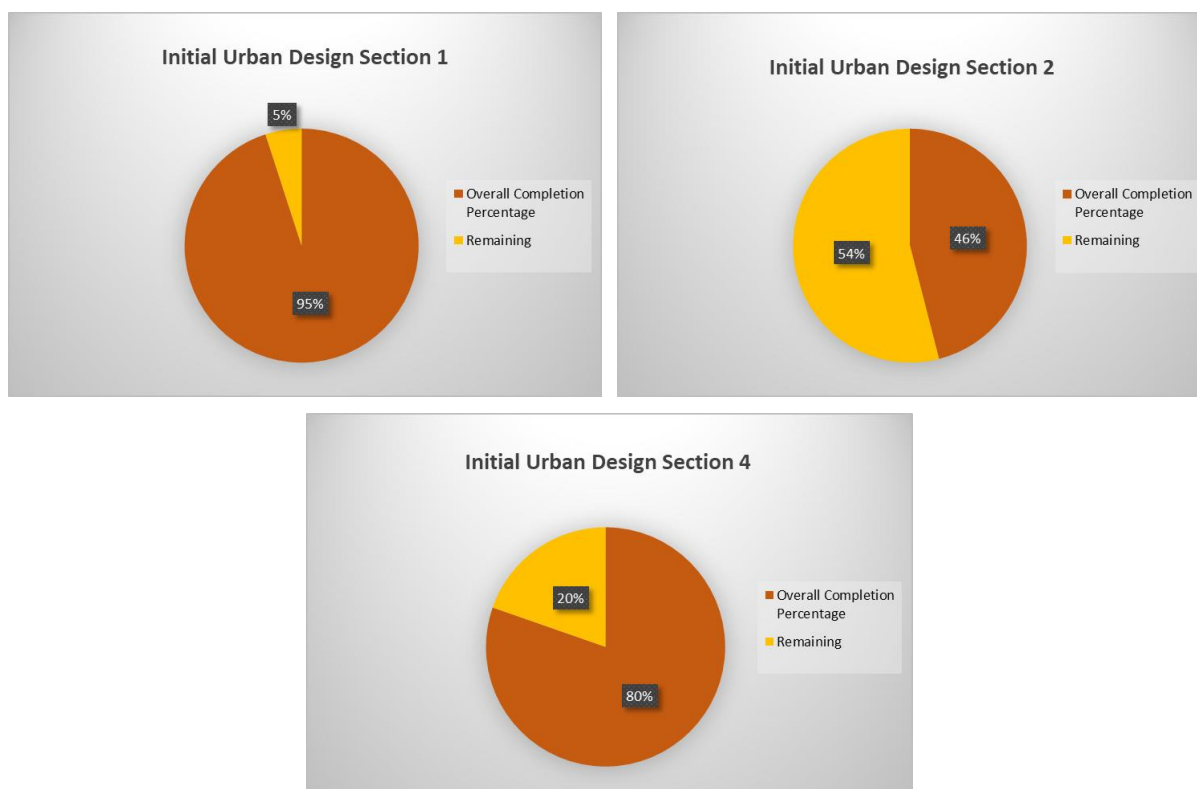 Initial Urban Design Section 1
5%
95%
Overall Completion
Percentage
Remaining
Initial Urban Design Section 2
54%
46%
Overall Completion
Percentage
Remaining
Initial Urban Design Section 4
20%
80%
Overall Completion
Percentage
Remaining